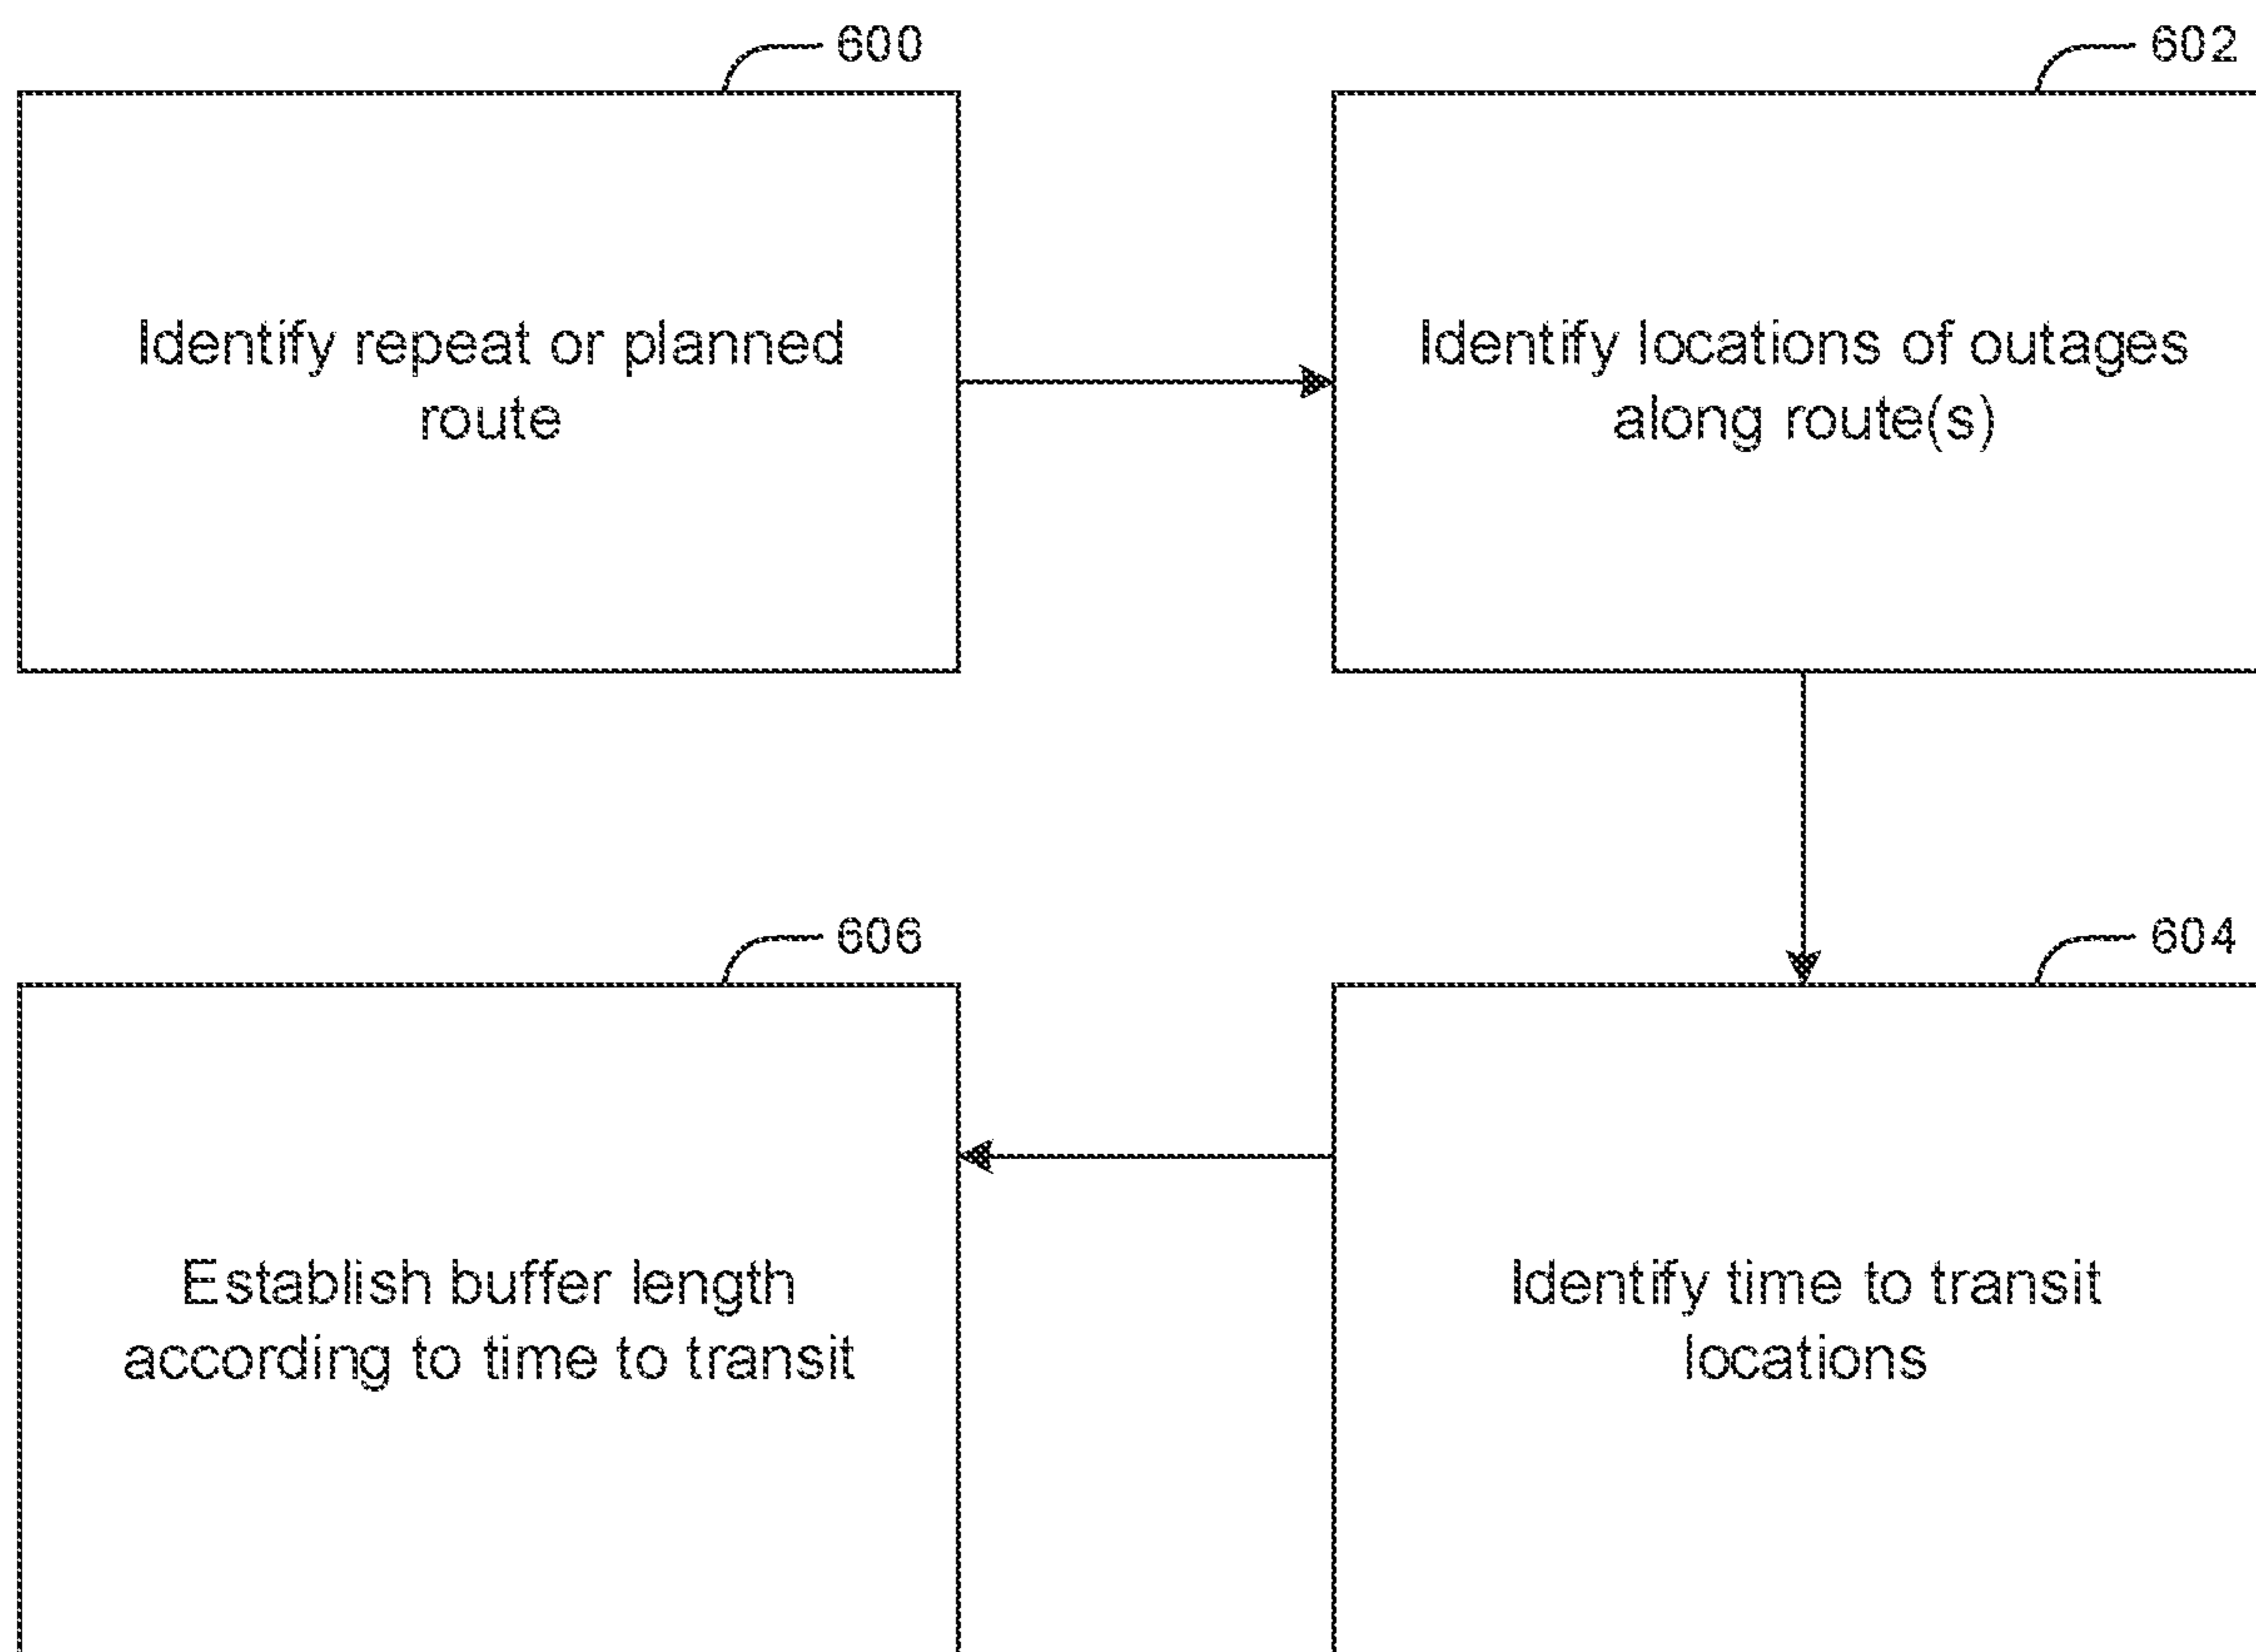 600
Identify repeat or planned
route
602
Identify locations of outages
along route(s)
604
Identify time to transit
locations
606
Establish buffer length
according to time to transit